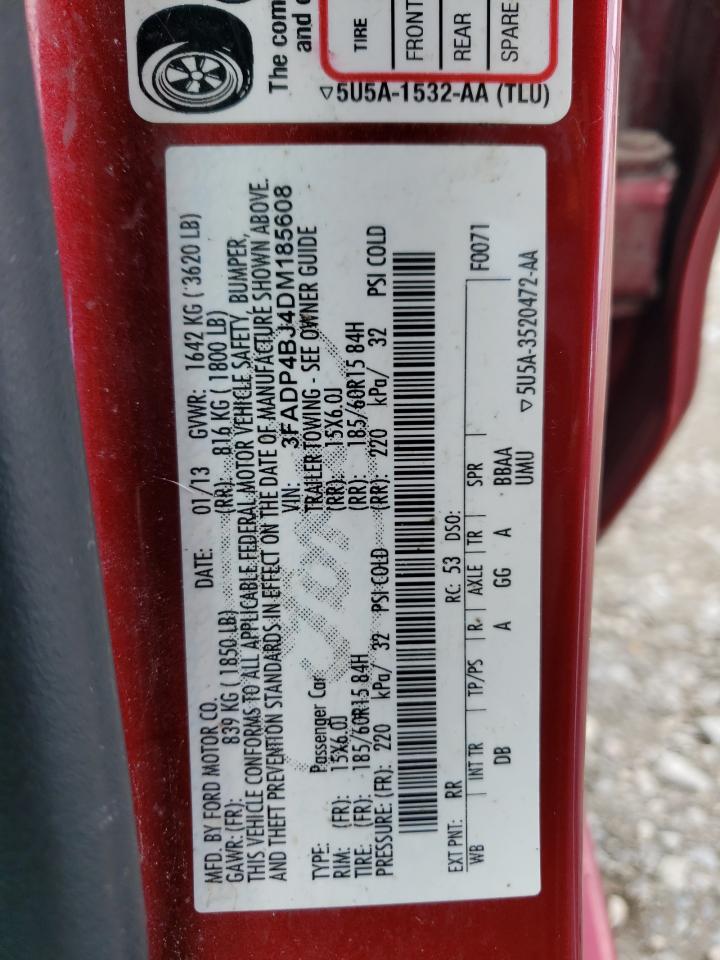 The com
and
TIRE
FRONT
REAR
SPARE
▽5U5A-1532-AA (TLU)
MFD. BY FORD MOTOR CO. DATE: 01/13 GVWR: 1642 KG ( 3620 LB)
GAWR: (FR): 839 KG ( 1850 LB) (RR): 816 KG ( 1800 LB)
THIS VEHICLE CONFORMS TO ALL APPLICABLE FEDERAL MOTOR VEHICLE SAFETY, BUMPER,
AND THEFT PREVENTION STANDARDS IN EFFECT ON THE DATE OF MANUFACTURE SHOWN ABOVE.
VIN: 3FADP4BJ4DM185608
TYPE: Passenger Car TRAILER TOWING - SEE OWNER GUIDE
RIM: (FR): 15X6.0J (RR): 15X6.0J
TIRE: (FR): 185/60R15 84H (RR): 185/60R15 84H
PRESSURE: (FR): 220 kPa/ 32 PSI COLD (RR): 220 kPa/ 32 PSI COLD
EXT PNT: RR RC: 53 DSO: F0071
WB INT TR TP/PS R. AXLE TR SPR
DB A GG A BBAA
UMU
▽5U5A-3520472-AA